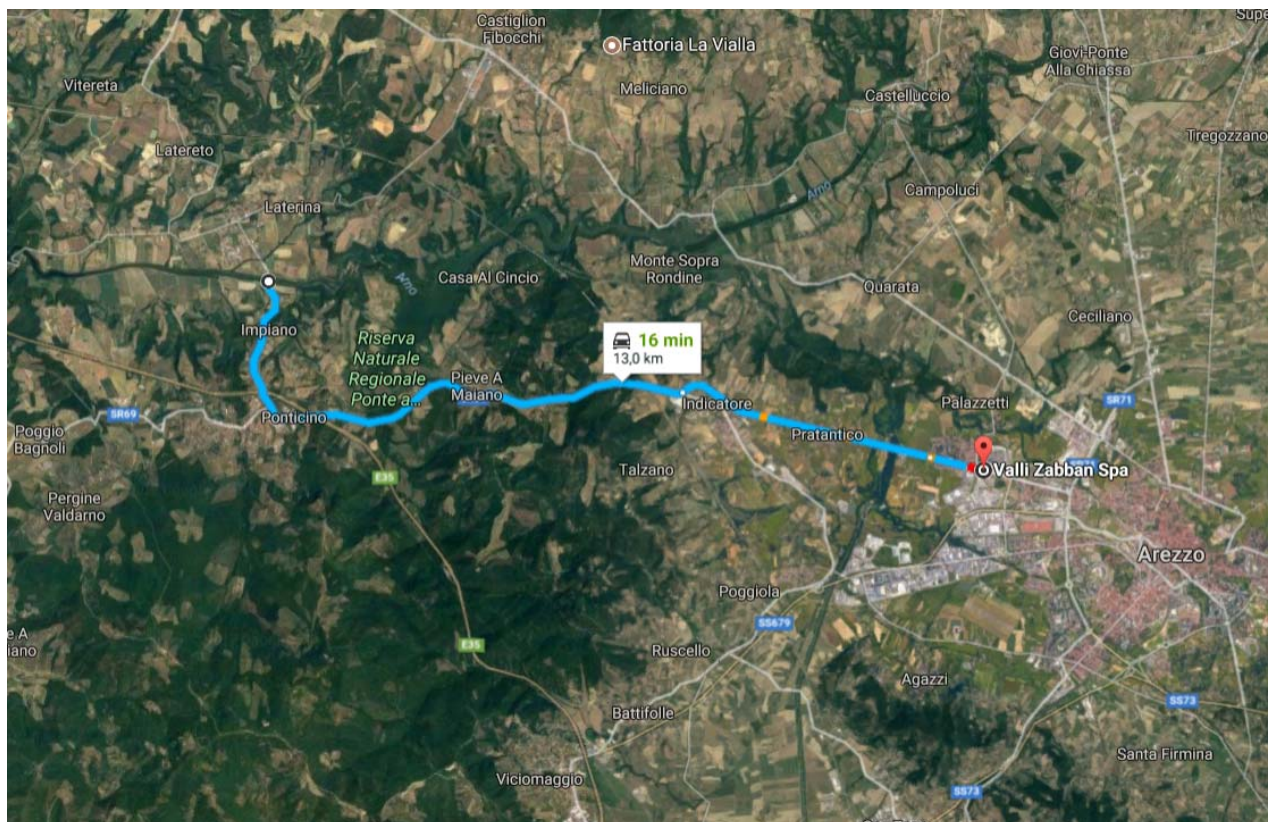 Castiglion
Fibocchi
Fattoria La Vialla
Supe
Giovi-Ponte
Alla Chiassa
Vitereta
Meliciano
Castelluccio
Tregozzano
Latereto
Arno
Campoluci
Laterina
Monte Sopra
Rondine
Casa Al Cincio
Arno
Quarata
Ceciliano
Impiano
Riserva
Naturale
Regionale
Ponte a...
16 min
13,0 km
Pieve A
Maiano
Indicatore
Palazzetti
SR71
SR69
Ponticino
Poggio
Bagnoli
Pratantico
Talzano
Valli Zabban Spa
E35
Pergine
Valdarno
Arezzo
Poggiola
SS679
e A
iano
E35
Ruscello
Agazzi
SS73
Battifolle
Viciomaggio
Santa Firmina
SS73